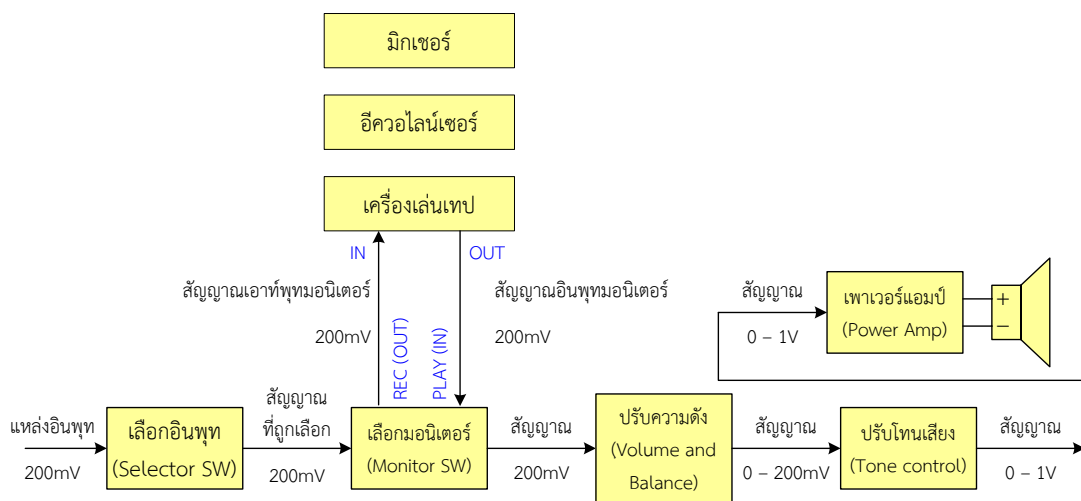 มิกเซอร์
อีควอไลน์เซอร์
เครื่องเล่นเทป
IN
OUT
สัญญาณเอาท์พุทมอนิเตอร์
200mV
REC (OUT)
PLAY (IN)
สัญญาณอินพุทมอนิเตอร์
200mV
สัญญาณ
0 – 1V
เพาเวอร์แอมป์
(Power Amp)
+
−
แหล่งอินพุท
200mV
เลือกอินพุท
(Selector SW)
สัญญาณ
ที่ถูกเลือก
200mV
เลือกมอนิเตอร์
(Monitor SW)
สัญญาณ
200mV
ปรับความดัง
(Volume and
Balance)
สัญญาณ
0 – 200mV
ปรับโทนเสียง
(Tone control)
สัญญาณ
0 – 1V